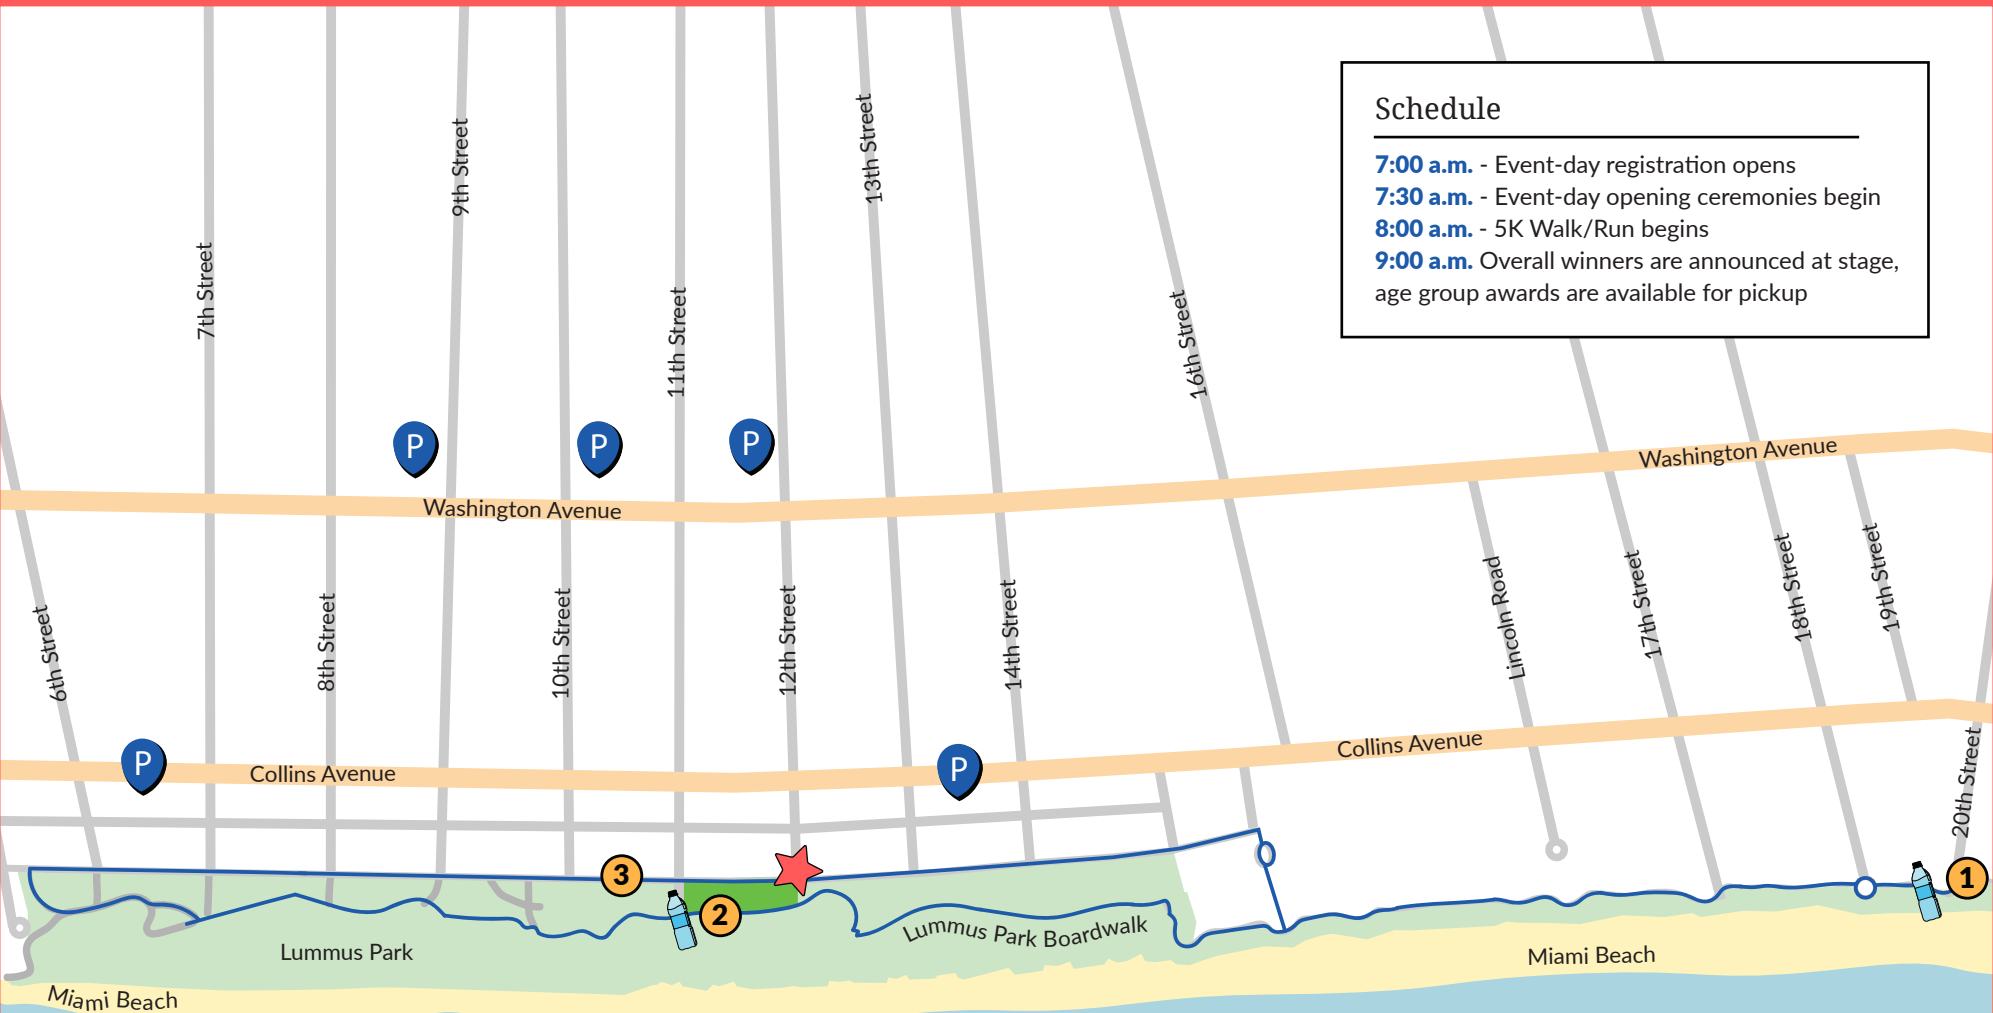 Schedule
7:00 a.m. - Event-day registration opens
7:30 a.m. - Event-day opening ceremonies begin
8:00 a.m. - 5K Walk/Run begins
9:00 a.m. Overall winners are announced at stage,
age group awards are available for pickup
13th Street
9th Street
7th Street
11th Street
16th Street
P
P
P
Washington Avenue
Washington Avenue
6th Street
8th Street
10th Street
12th Street
14th Street
Lincoln Road
17th Street
18th Street
19th Street
P
Collins Avenue
P
Collins Avenue
20th Street
3
2
1
Lummus Park
Lummus Park Boardwalk
Miami Beach
Miami Beach